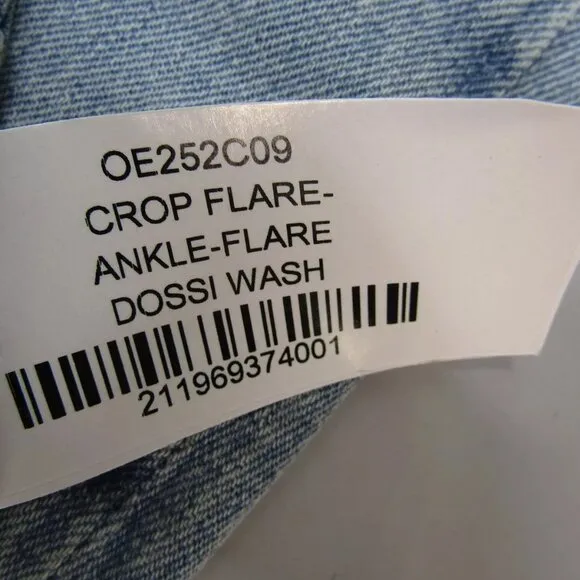 OE252C09
CROP FLARE-
ANKLE-FLARE
DOSSI WASH
211969374001